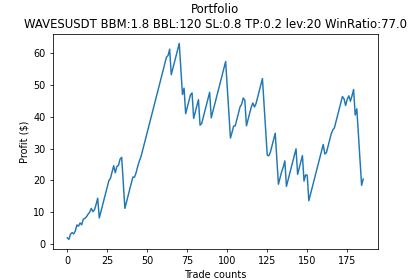 Portfolio
WAVESUSDT BBM:1.8 BBL:120 SL:0.8 TP:0.2 lev:20 WinRatio:77.0
Profit ($)
60
50
40
30
20
10
0
0 25 50 75 100 125 150 175
Trade counts